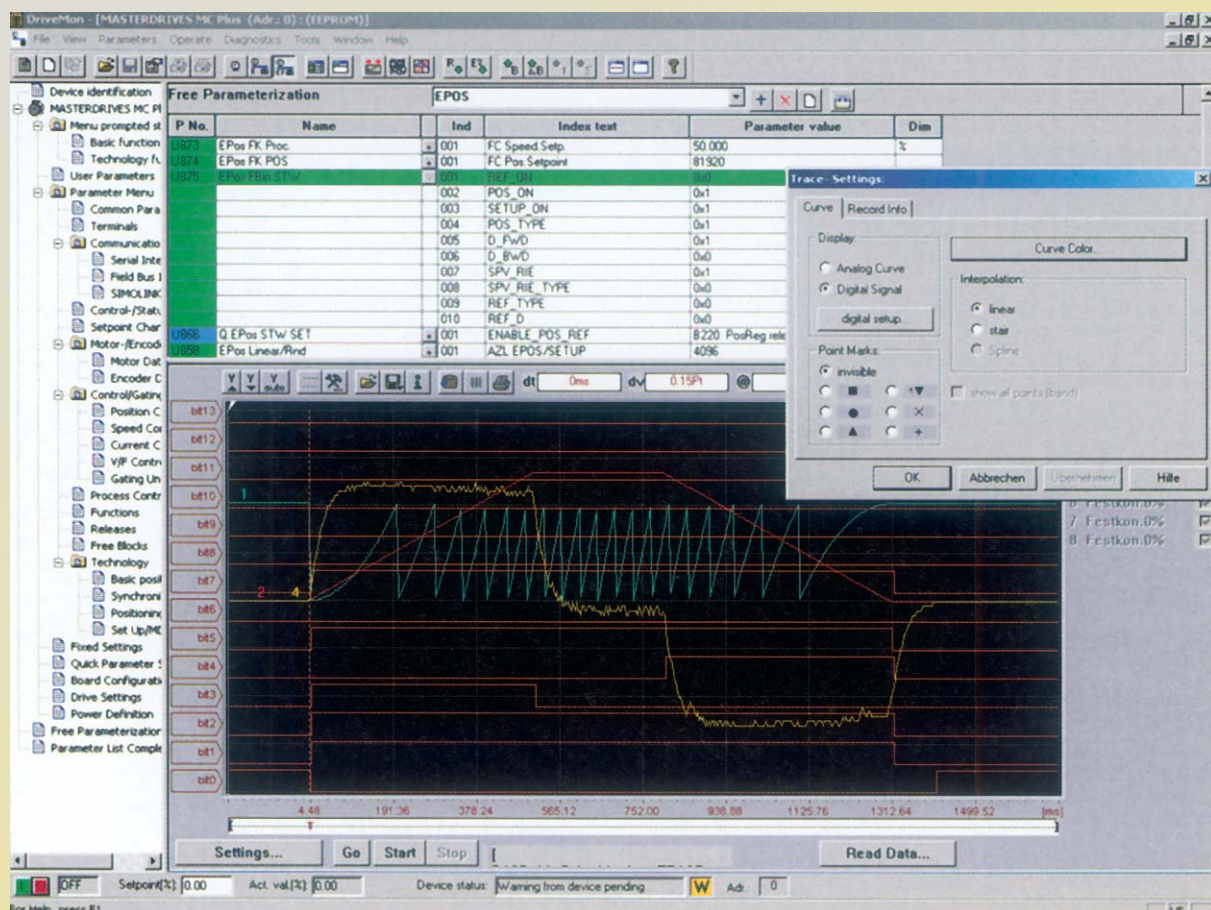 DriveMon - [MASTERDRIVES MC Plus (Adr.: 0) : (EEPROM)]
File View Parameters Operate Diagnostics Tools Window Help
Device identification
MASTERDRIVES MC Pl
Menu prompted st
Basic function
Technology fu
User Parameters
Parameter Menu
Common Para
Terminals
Communicatio
Serial Inte
Field Bus I
SIMOLINK
Control-/Statu
Setpoint Char
Motor-/Encod
Motor Dat
Encoder D
Control/Gating
Position C
Speed Con
Current C
V/F Contr
Gating Un
Process Contr
Functions
Releases
Free Blocks
Technology
Basic posit
Synchroni
Positioning
Set Up/MD
Fixed Settings
Quick Parameter S
Board Configuratio
Drive Settings
Power Definition
Free Parameterization
Parameter List Comple
Free Parameterization EPOS
P No. Name Ind Index text Parameter value Dim
U873 EPos FK Proc. 001 FC Speed Setp. 50.000 %
U874 EPos FK POS 001 FC Pos Setpoint 81920
U875 EPos FBin STW 001 REF_ON 0x0
002 POS_ON 0x1
003 SETUP_ON 0x1
004 POS_TYPE 0x1
005 D_FWD 0x1
006 D_BWD 0x0
007 SPV_RIE 0x1
008 SPV_RIE_TYPE 0x0
009 REF_TYPE 0x0
010 REF_D 0x0
U866 Q EPos STW SET 001 ENABLE_POS_REF B220 PosReg rele
U858 EPos Linear/Rnd 001 AZL EPOS/SETUP 4096
Trace- Settings:
Curve Record Info
Display:
Analog Curve
Digital Signal
digital setup...
Point Marks:
invisible
Curve Color...
Interpolation:
linear
stair
Spline
show all points (band)
OK Abbrechen Übernehmen Hilfe
Y Y Y auto dt 0ms dv 0.15Pt @
bit13
bit12
bit11
bit10
bit9
bit8
bit7
bit6
bit5
bit4
bit3
bit2
bit1
bit0
1
2 4
6 Festkon.0%
7 Festkon.0%
8 Festkon.0%
4.48 191.36 378.24 565.12 752.00 938.88 1125.76 1312.64 1499.52 [ms]
T
Settings... Go Start Stop Read Data...
OFF Setpoint[%]: 0.00 Act. val.[%]: 0.00 Device status: Warning from device pending W Adr. 0
For Help, press F1